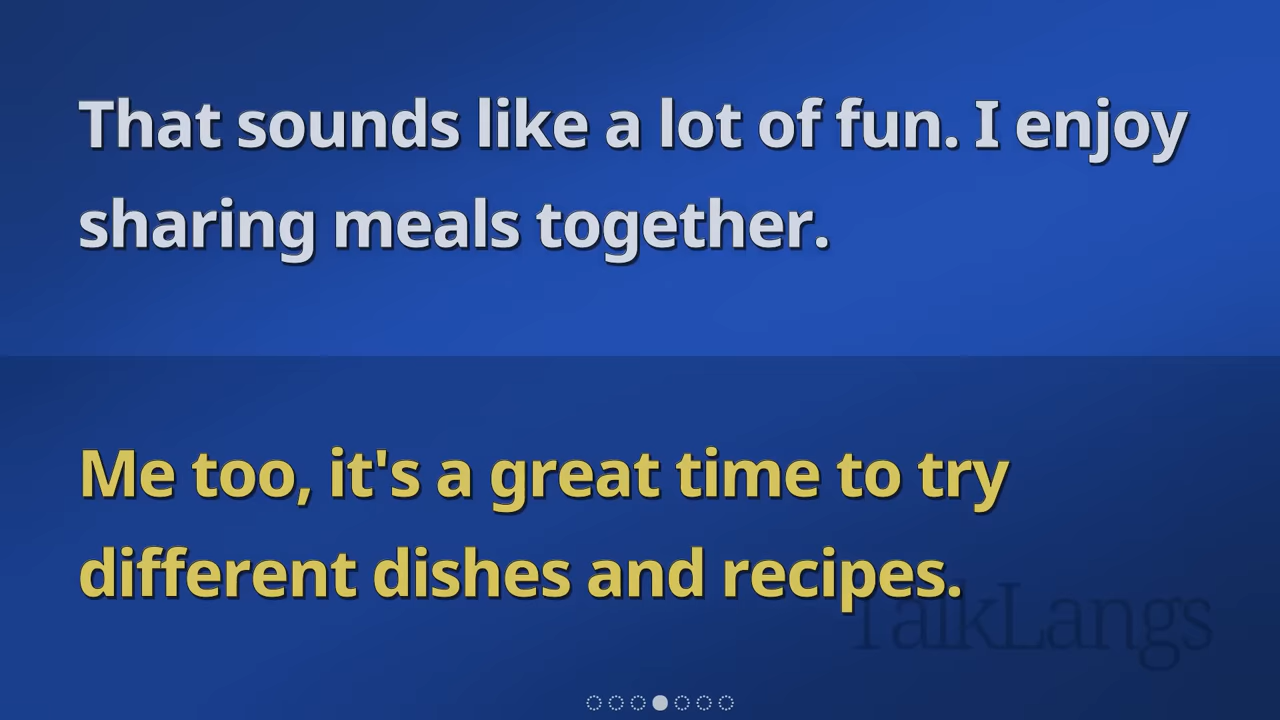 That sounds like a lot of fun. I enjoy
sharing meals together.
Me too, it's a great time to try
different dishes and recipes.
TalkLangs